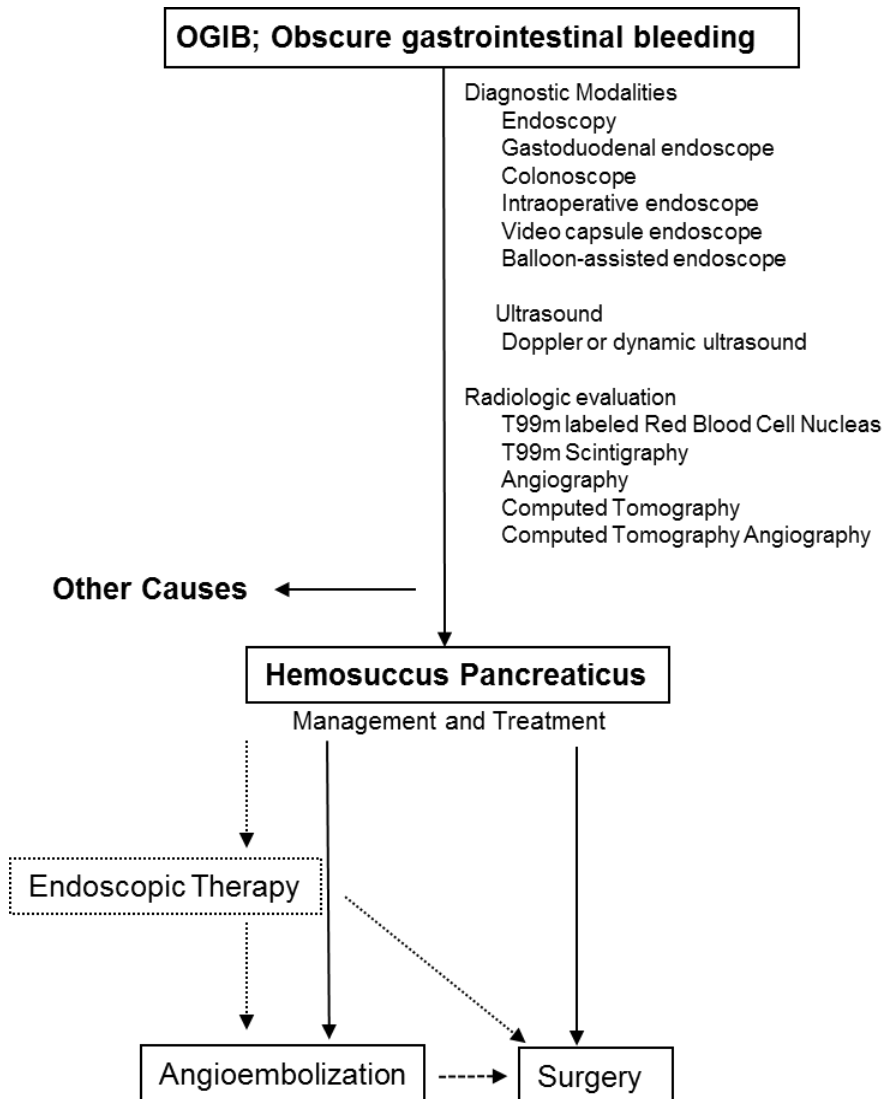 OGIB; Obscure gastrointestinal bleeding
Diagnostic Modalities
Endoscopy
Gastoduodenal endoscope
Colonoscope
Intraoperative endoscope
Video capsule endoscope
Balloon-assisted endoscope
Ultrasound
Doppler or dynamic ultrasound
Radiologic evaluation
T99m labeled Red Blood Cell Nucleas
T99m Scintigraphy
Angiography
Computed Tomography
Computed Tomography Angiography
Other Causes
Hemosuccus Pancreaticus
Management and Treatment
Endoscopic Therapy
Angioembolization
Surgery